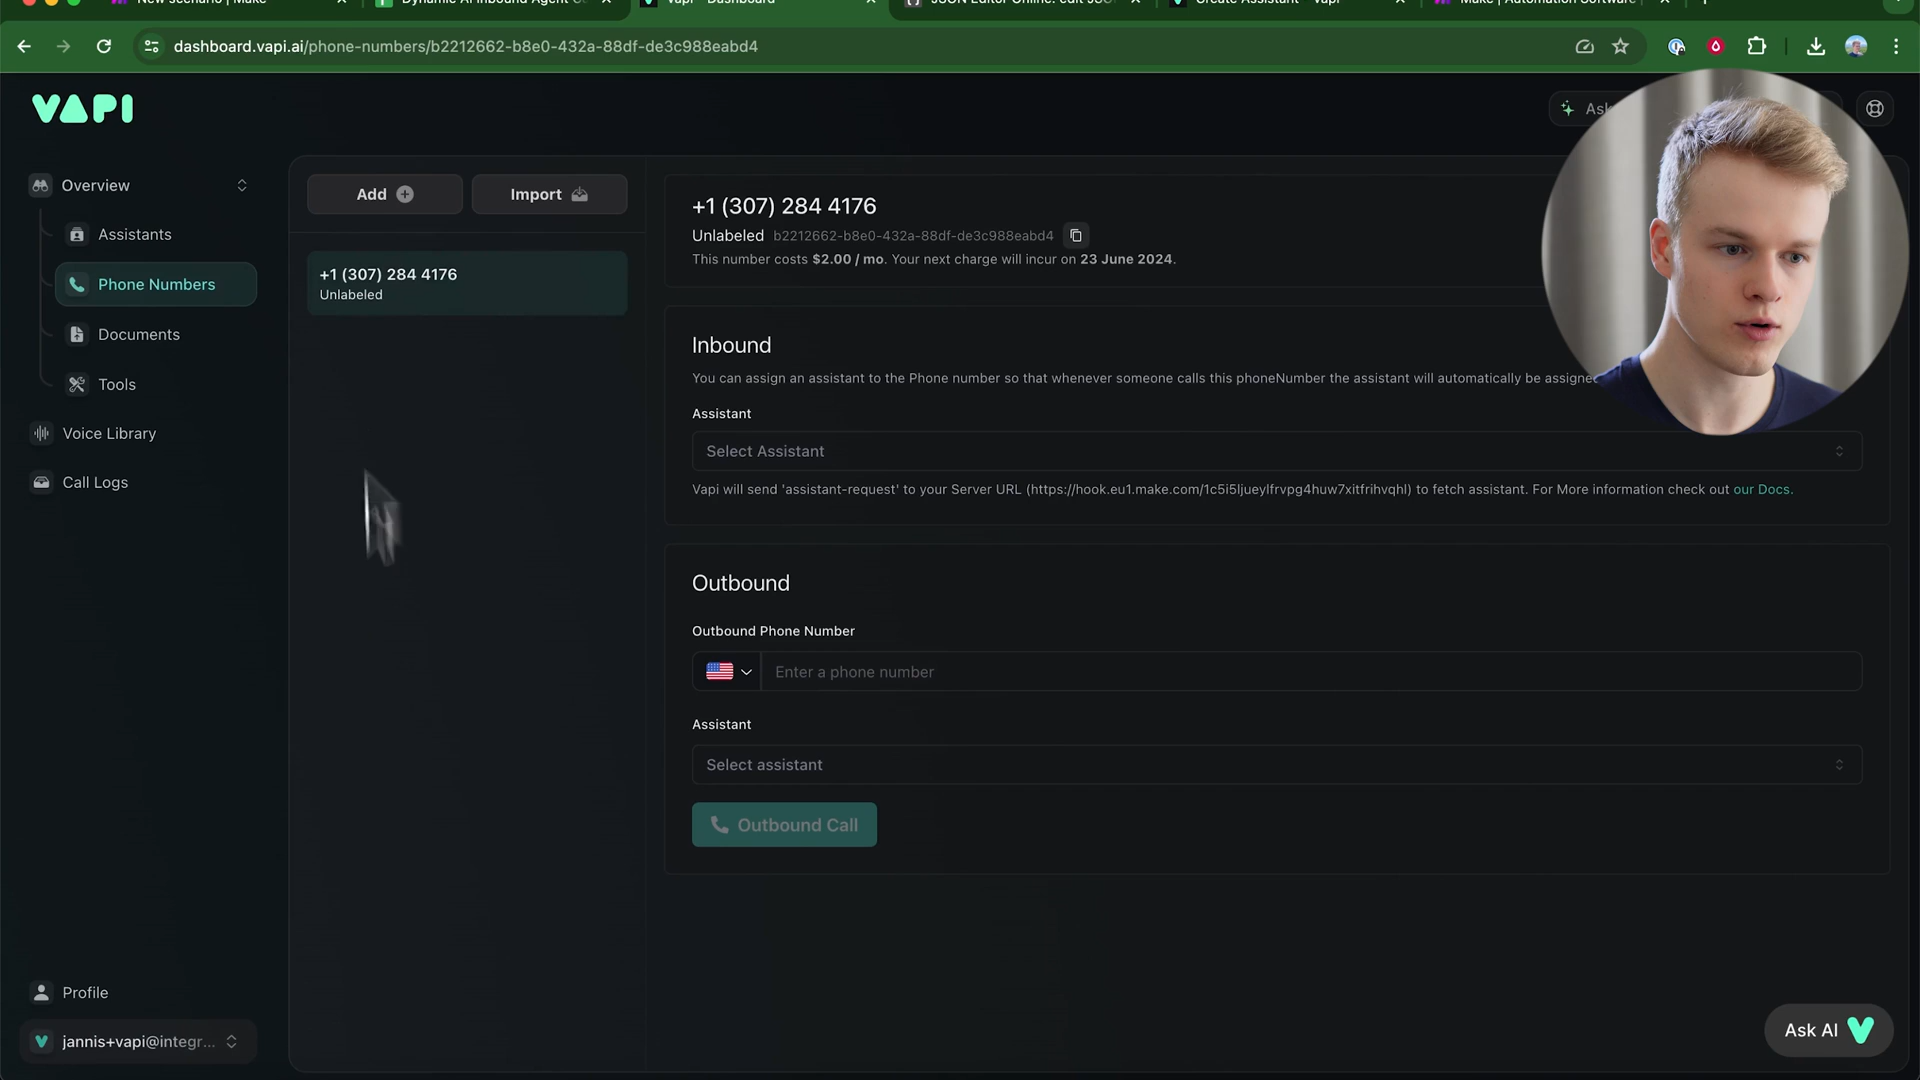 Dashboard
dashboard.vapi.ai/phone-numbers/b2212662-b8e0-432a-88df-de3c988eabd4
VAPI
Overview
Assistants
Phone Numbers
Documents
Tools
Voice Library
Call Logs
Profile
jannis+vapi@integr...
Add
Import
+1 (307) 284 4176
Unlabeled
+1 (307) 284 4176
Unlabeled b2212662-b8e0-432a-88df-de3c988eabd4
This number costs $2.00 / mo. Your next charge will incur on 23 June 2024.
Inbound
You can assign an assistant to the Phone number so that whenever someone calls this phoneNumber the assistant will automatically be assigned
Assistant
Select Assistant
Vapi will send 'assistant-request' to your Server URL (https://hook.eu1.make.com/1c5i5ljueylfrvpg4huw7xitfrihvqhl) to fetch assistant. For More information check out our Docs.
Outbound
Outbound Phone Number
Enter a phone number
Assistant
Select assistant
Outbound Call
Ask AI